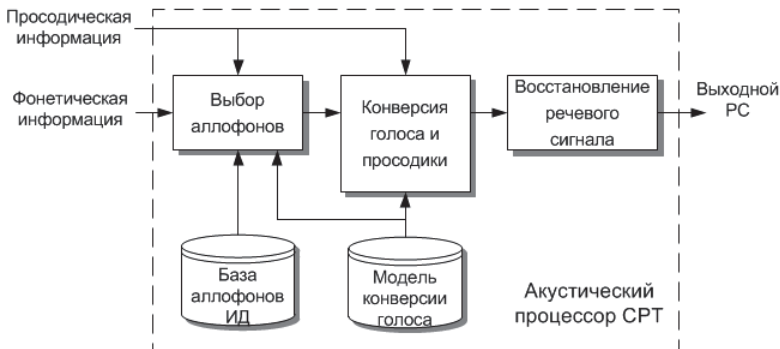 Просодическая
информация
Фонетическая
информация
Выбор
аллофонов
Конверсия
голоса и
просодики
Восстановление
речевого
сигнала
Выходной
РС
База
аллофонов
ИД
Модель
конверсии
голоса
Акустический
процессор СРТ